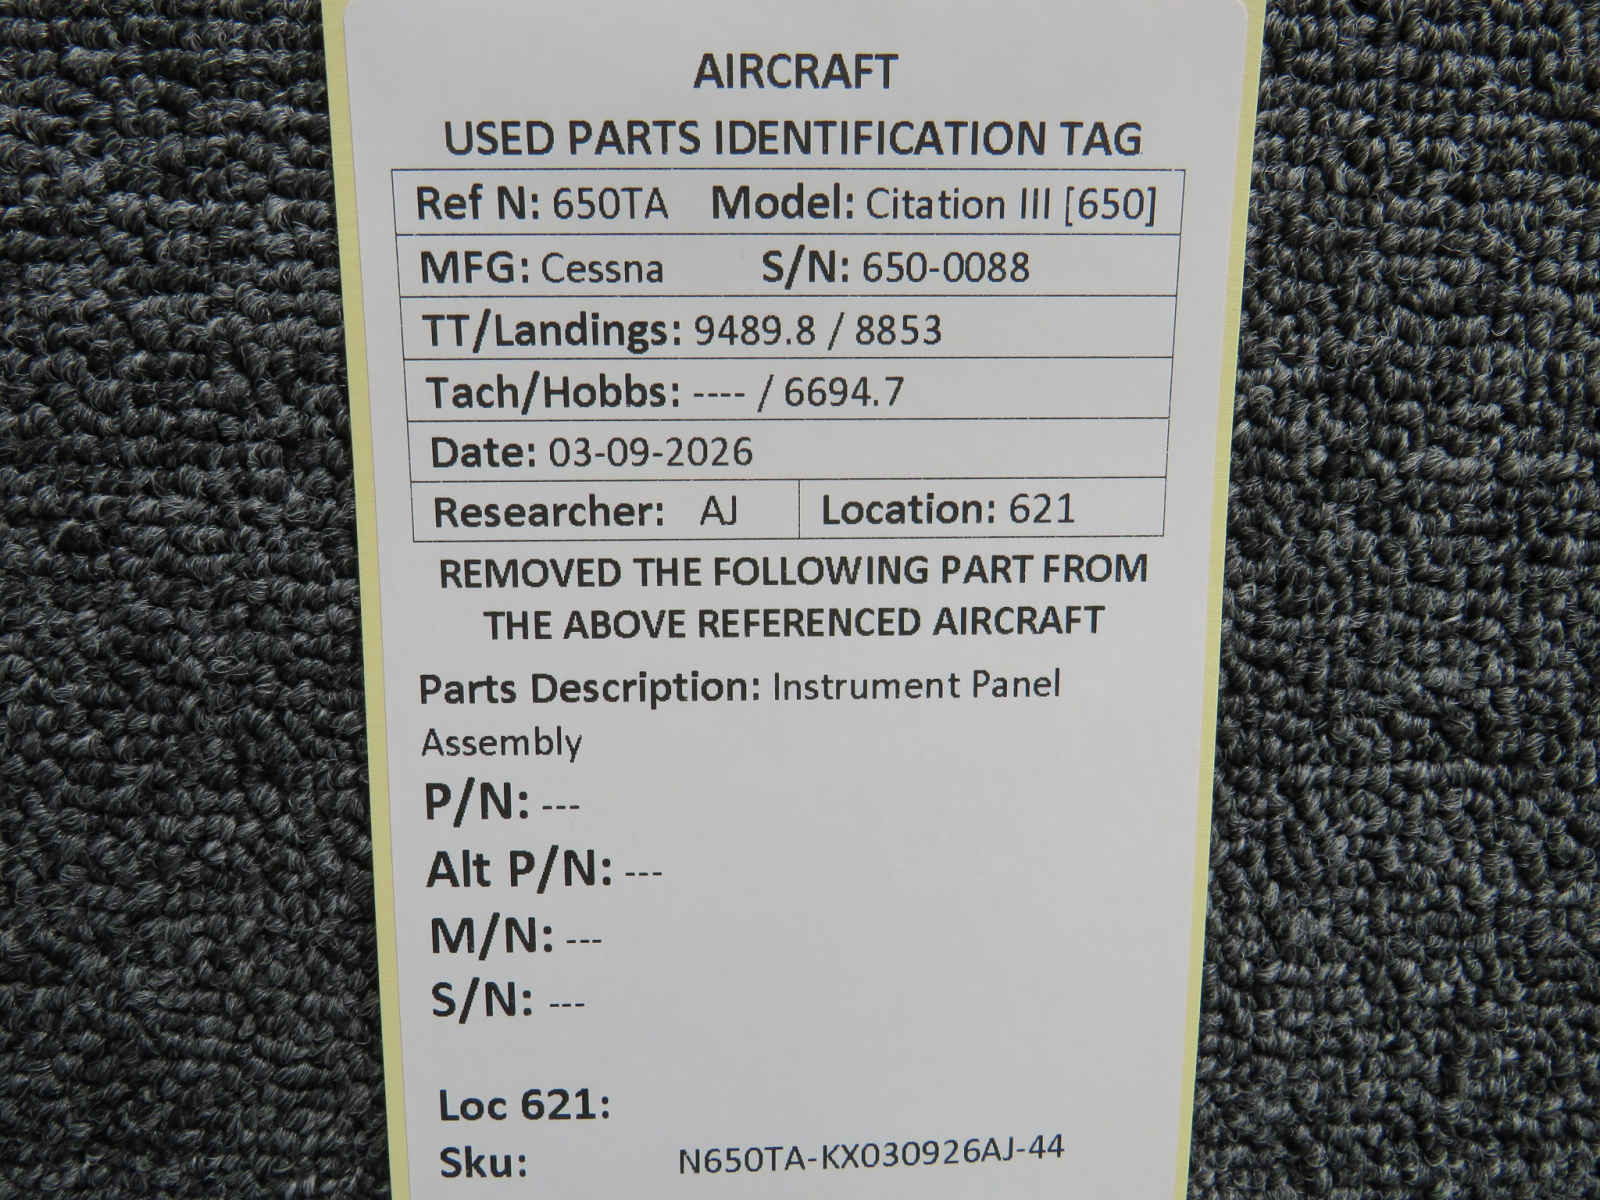 AIRCRAFT
USED PARTS IDENTIFICATION TAG
Ref N: 650TA Model: Citation III [650]
MFG: Cessna S/N: 650-0088
TT/Landings: 9489.8 / 8853
Tach/Hobbs: ---- / 6694.7
Date: 03-09-2026
Researcher: AJ Location: 621
REMOVED THE FOLLOWING PART FROM
THE ABOVE REFERENCED AIRCRAFT
Parts Description: Instrument Panel
Assembly
P/N: ---
Alt P/N: ---
M/N: ---
S/N: ---
Loc 621:
Sku: N650TA-KX030926AJ-44